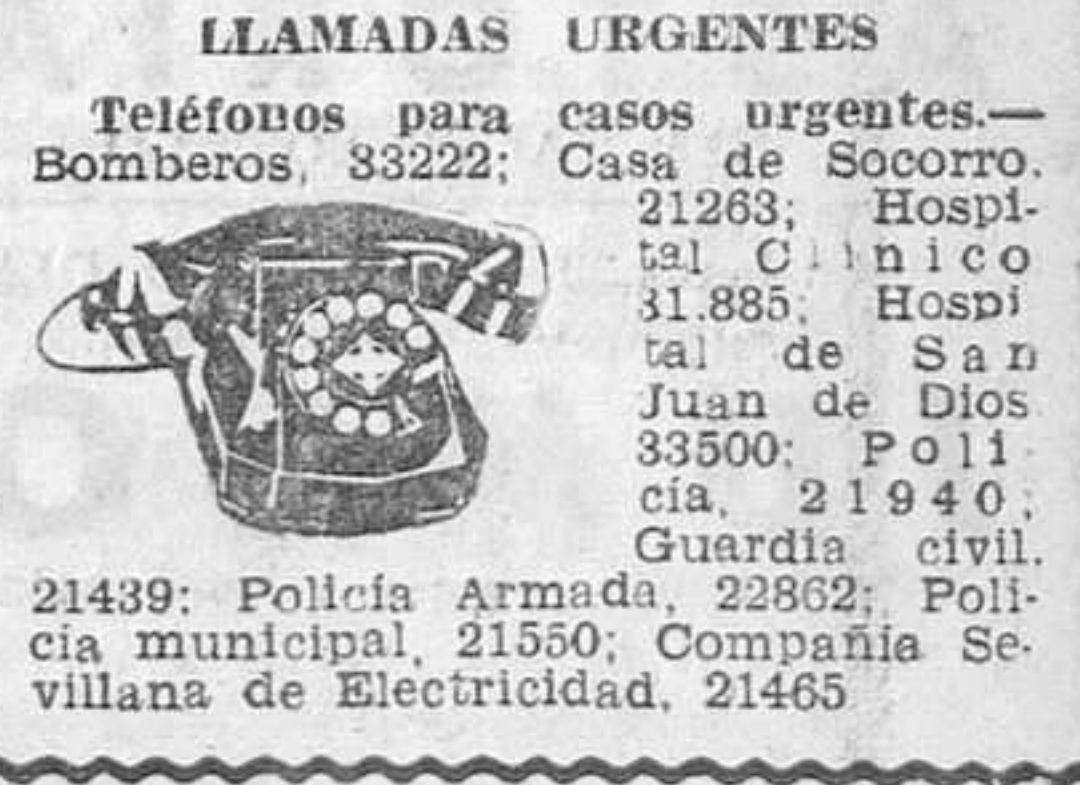 LLAMADAS URGENTES
Teléfonos para casos urgentes.—
Bomberos, 33222; Casa de Socorro.
21263; Hospi-
tal Clínico
31.885; Hospi
tal de San
Juan de Dios
33500; Poli
cía, 21940;
Guardia civil.
21439; Policía Armada, 22862; Poli-
cía municipal, 21550; Compañía Se-
villana de Electricidad, 21465